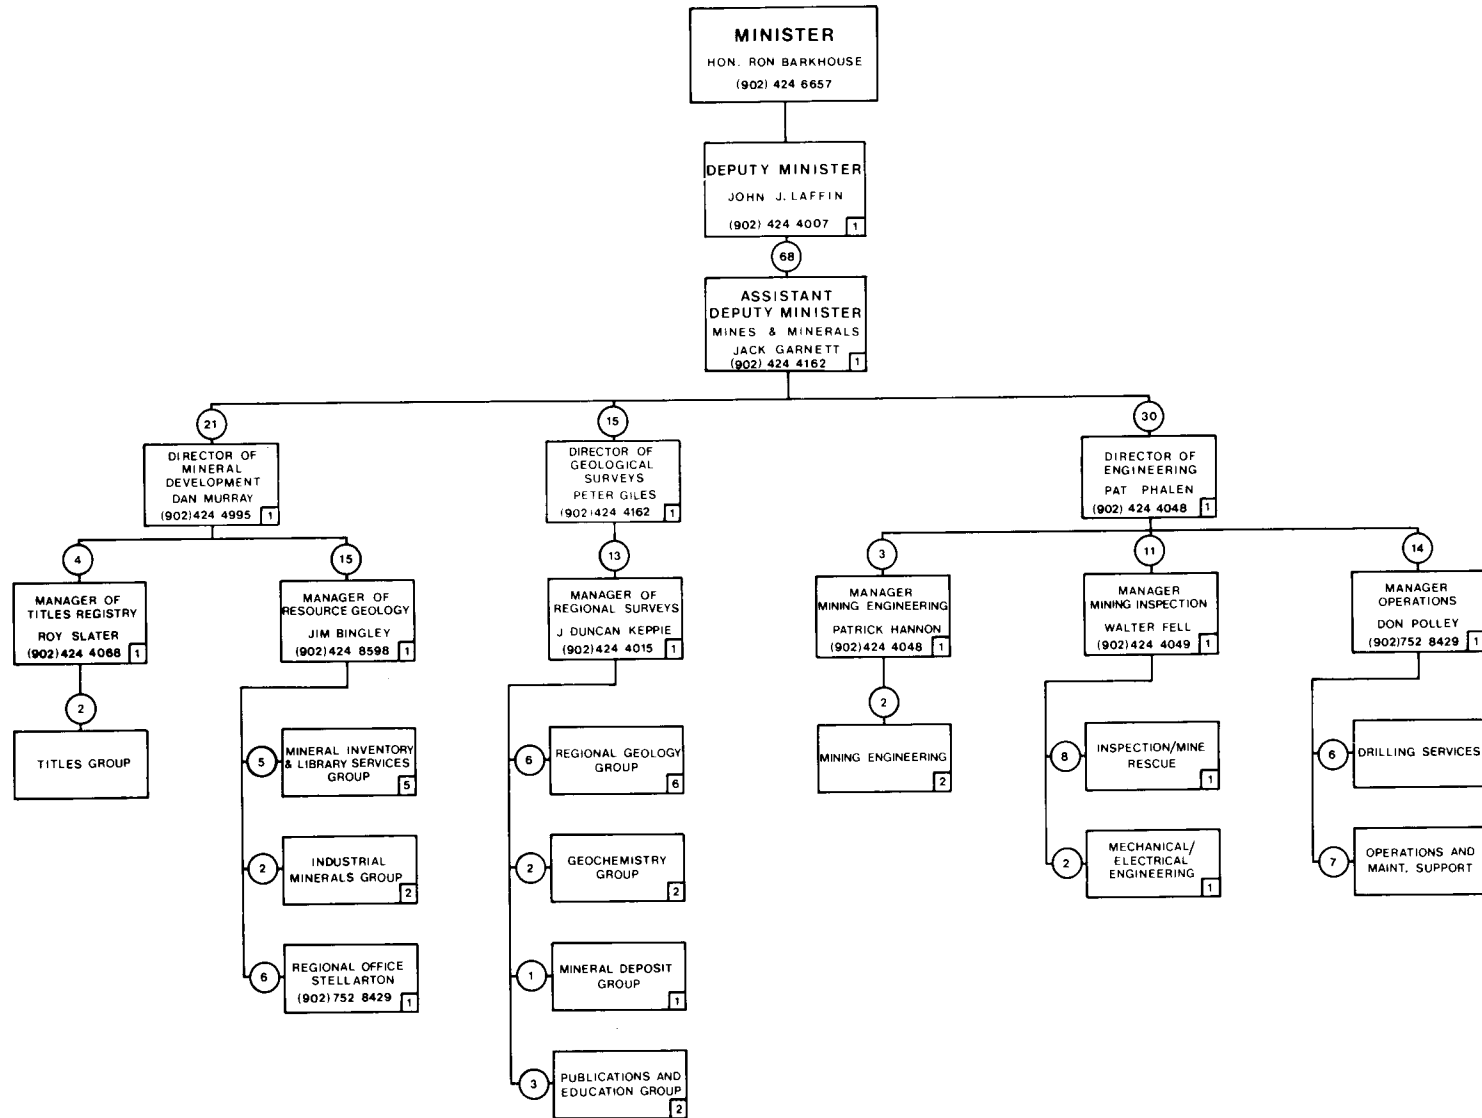 MINISTER
HON. RON BARKHOUSE
(902) 424 6657
DEPUTY MINISTER
JOHN J. LAFFIN
(902) 424 4007
1
68
ASSISTANT
DEPUTY MINISTER
MINES & MINERALS
JACK GARNETT
(902) 424 4162
1
21
DIRECTOR OF
MINERAL
DEVELOPMENT
DAN MURRAY
(902) 424 4995
1
15
DIRECTOR OF
GEOLOGICAL
SURVEYS
PETER GILES
(902) 424 4162
1
30
DIRECTOR OF
ENGINEERING
PAT PHALEN
(902) 424 4048
1
4
MANAGER OF
TITLES REGISTRY
ROY SLATER
(902) 424 4068
1
15
MANAGER OF
RESOURCE GEOLOGY
JIM BINGLEY
(902) 424 8598
1
13
MANAGER OF
REGIONAL SURVEYS
J DUNCAN KEPPIE
(902) 424 4015
1
3
MANAGER
MINING ENGINEERING
PATRICK HANNON
(902) 424 4048
1
11
MANAGER
MINING INSPECTION
WALTER FELL
(902) 424 4049
1
14
MANAGER
OPERATIONS
DON POLLEY
(902) 752 8429
1
2
TITLES GROUP
5
MINERAL INVENTORY
& LIBRARY SERVICES
GROUP
5
2
INDUSTRIAL
MINERALS GROUP
2
6
REGIONAL OFFICE
STELLARTON
(902) 752 8429
1
6
REGIONAL GEOLOGY
GROUP
6
2
GEOCHEMISTRY
GROUP
2
1
MINERAL DEPOSIT
GROUP
1
3
PUBLICATIONS AND
EDUCATION GROUP
2
2
MINING ENGINEERING
2
8
INSPECTION/MINE
RESCUE
1
2
MECHANICAL/
ELECTRICAL
ENGINEERING
1
6
DRILLING SERVICES
7
OPERATIONS AND
MAINT. SUPPORT